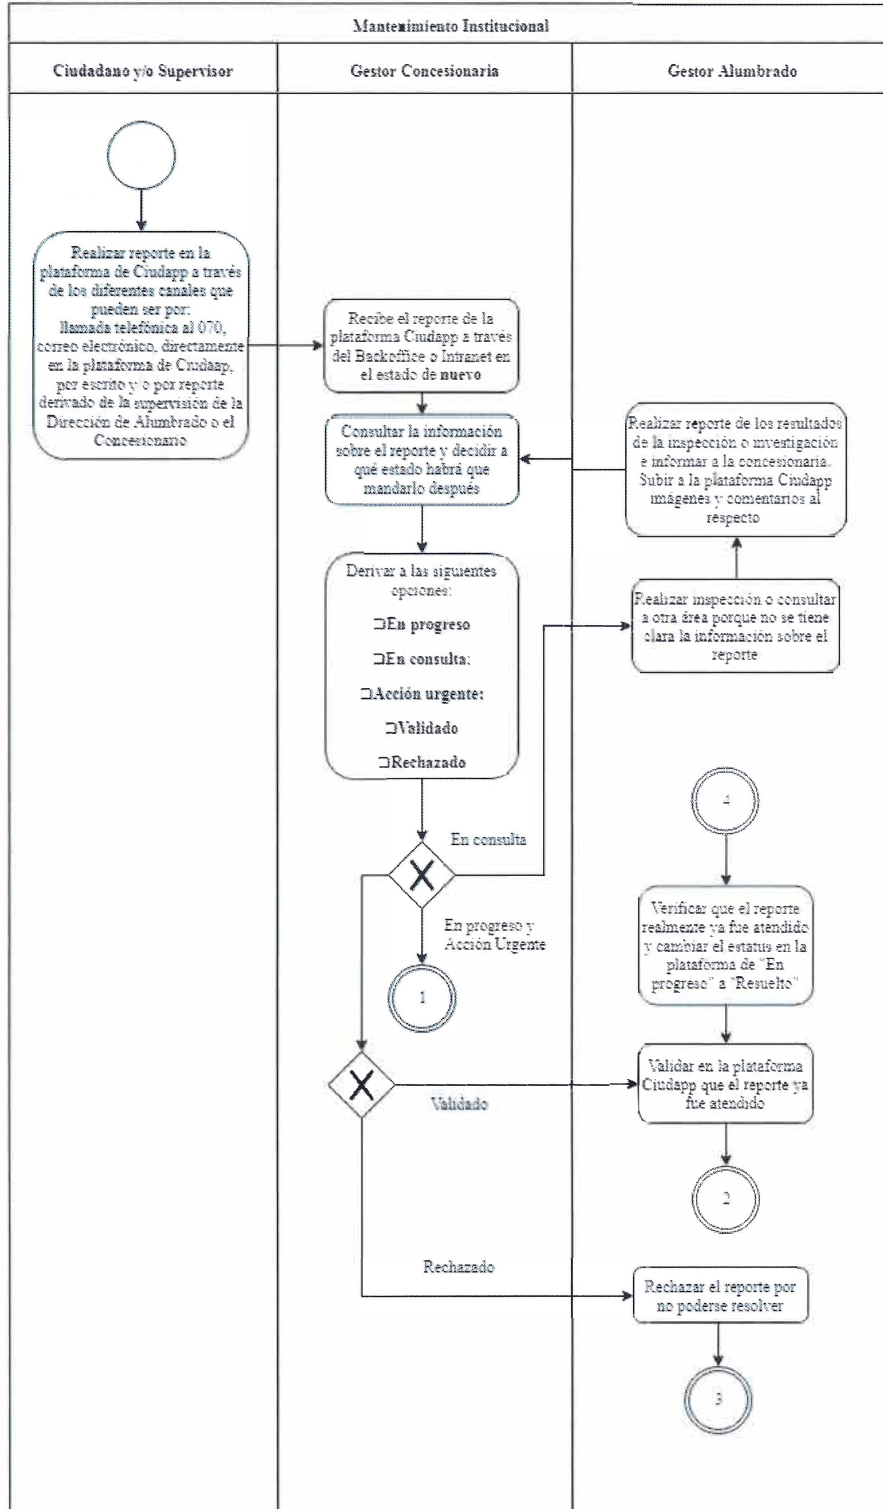 Mantenimiento Institucional
Ciudadano y/o Supervisor
Gestor Concesionaria
Gestor Alumbrado
Realizar reporte en la
plataforma de Ciudapp a través
de los diferentes canales que
pueden ser por:
llamada telefónica al 070,
correo electrónico, directamente
en la plataforma de Ciudaap,
por escrito y o por reporte
derivado de la supervisión de la
Dirección de Alumbrado o el
Concesionario
Recibe el reporte de la
plataforma Ciudapp a través
del Backoffice o Intranet en
el estado de nuevo
Consultar la información
sobre el reporte y decidir a
qué estado habrá que
mandarlo después
Realizar reporte de los resultados
de la inspección o investigación
e informar a la concesionaria.
Subir a la plataforma Ciudapp
imágenes y comentarios al
respecto
Derivar a las siguientes
opciones:
En progreso
En consulta:
Acción urgente:
Validado
Rechazado
Realizar inspección o consultar
a otra área porque no se tiene
clara la información sobre el
reporte
4
En consulta
X
En progreso y
Acción Urgente
1
Verificar que el reporte
realmente ya fue atendido
y cambiar el estatus en la
plataforma de "En
progreso" a "Resuelto"
X
Validado
Validar en la plataforma
Ciudapp que el reporte ya
fue atendido
2
Rechazado
Rechazar el reporte por
no poderse resolver
3